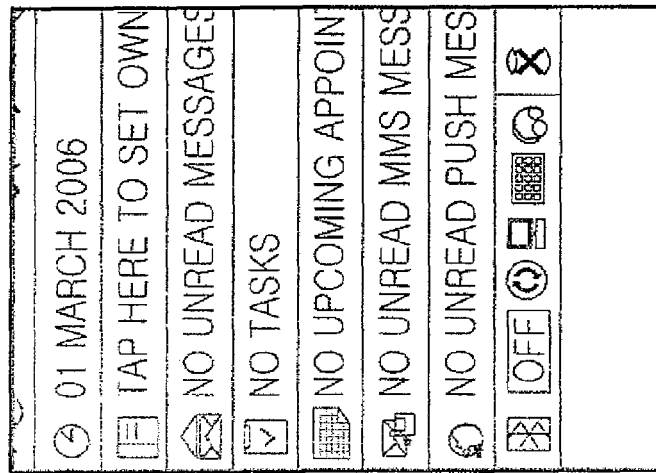 01 MARCH 2006
TAP HERE TO SET OWN
NO UNREAD MESSAGES
NO TASKS
NO UPCOMING APPOIN
NO UNREAD MMS MESS
NO UNREAD PUSH MES
OFF